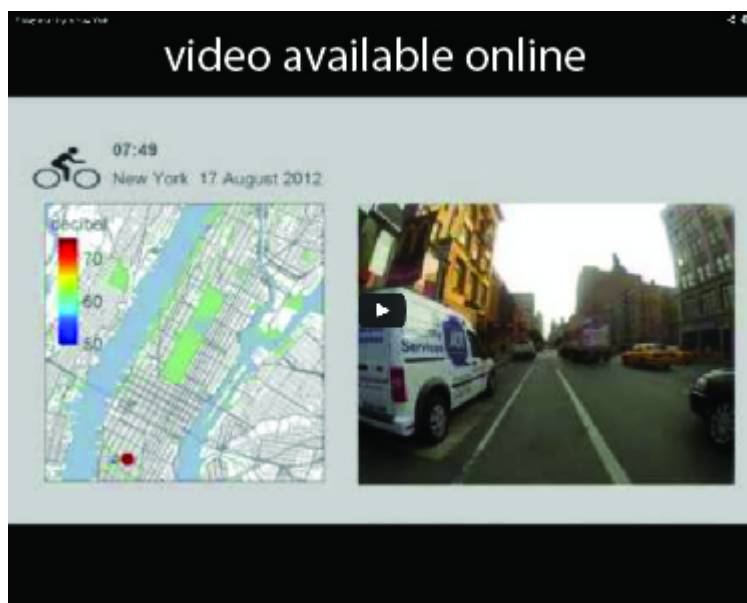 video available online
07:49
New York 17 August 2012
decibel
70
60
50
Services